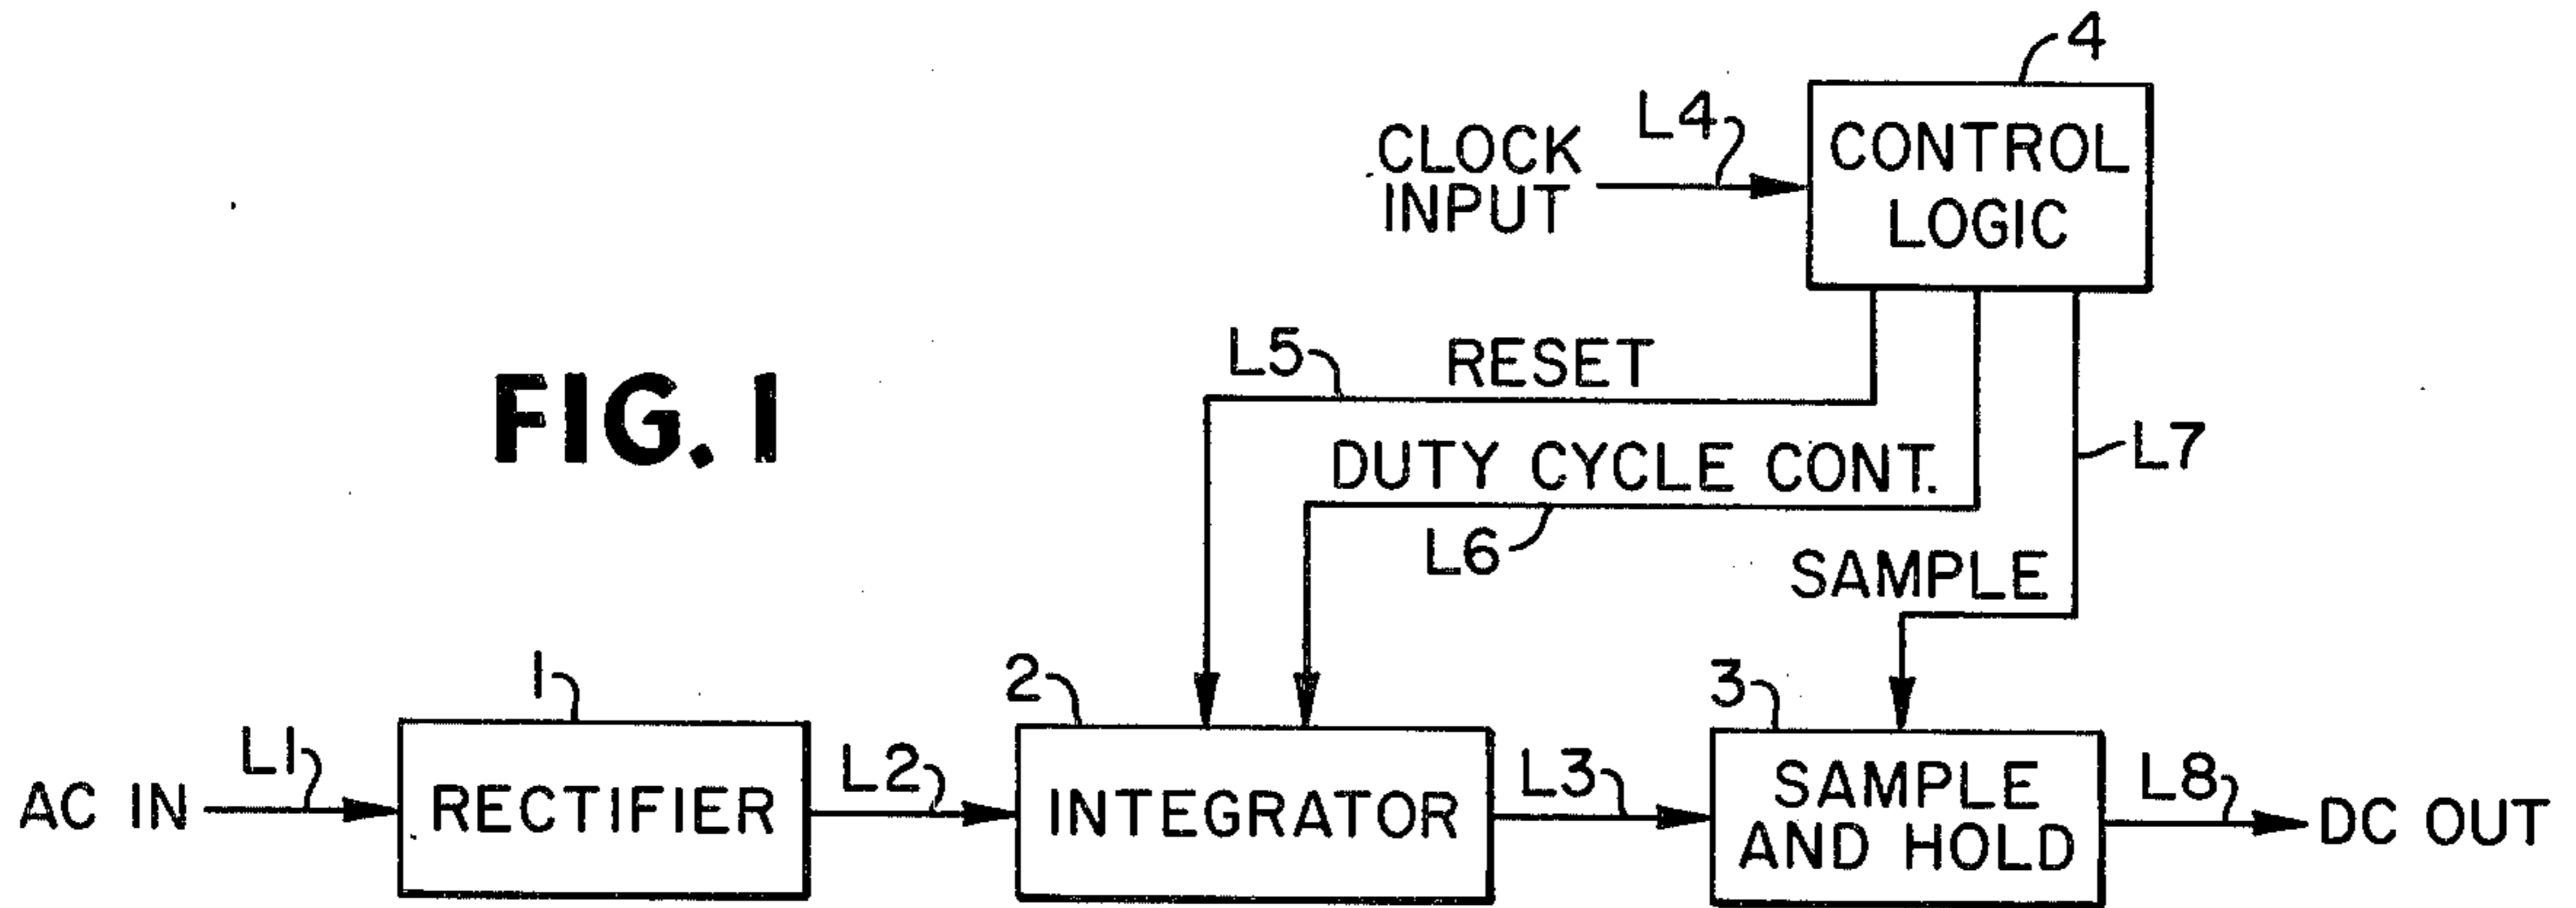 4
CLOCK
INPUT
L4
CONTROL
LOGIC
FIG. 1
L5
RESET
DUTY CYCLE CONT.
L6
L7
SAMPLE
AC IN
L1
1
RECTIFIER
L2
2
INTEGRATOR
L3
3
SAMPLE
AND HOLD
L8
DC OUT